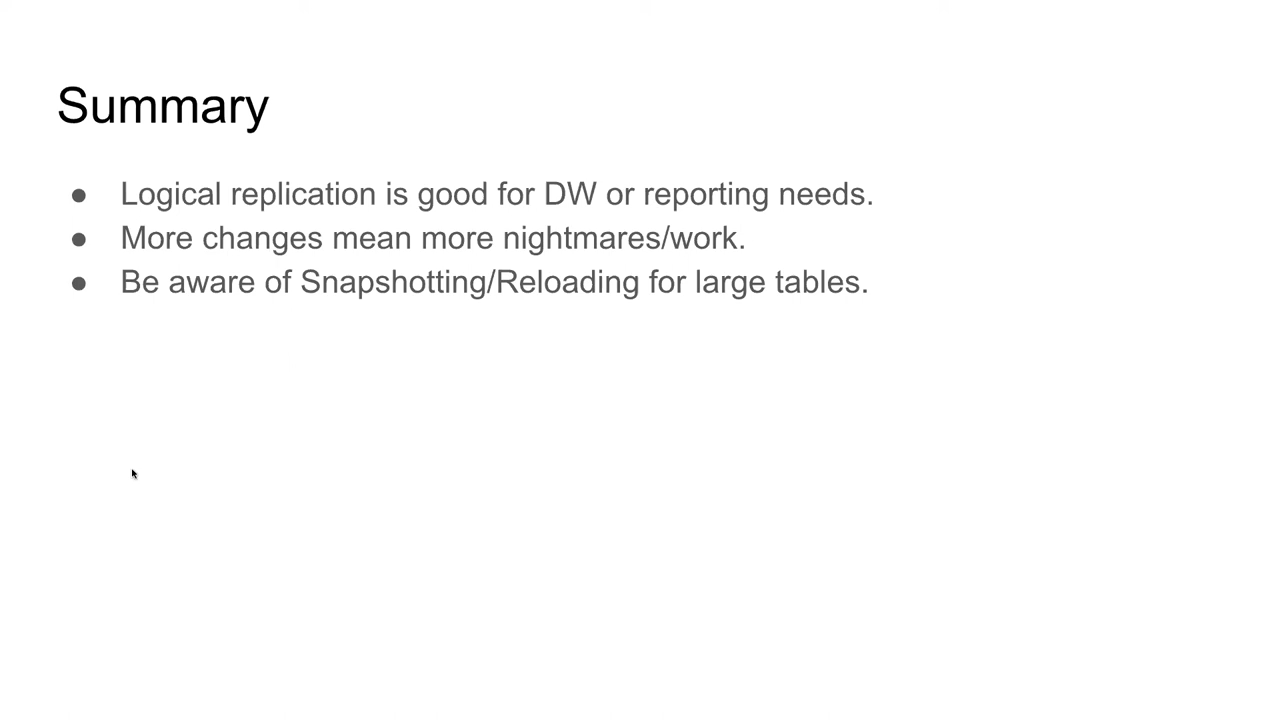 Summary
● Logical replication is good for DW or reporting needs.
● More changes mean more nightmares/work.
● Be aware of Snapshotting/Reloading for large tables.